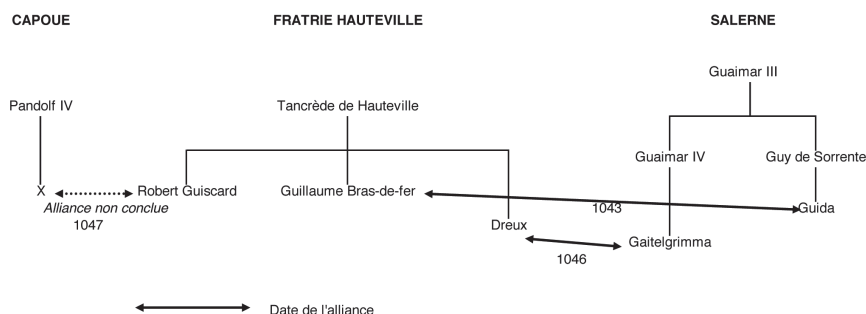 CAPOUE FRATRIE HAUTEVILLE SALERNE
Guaimar III
Pandolf IV Tancrède de Hauteville
Guaimar IV Guy de Sorrente
X Robert Guiscard Guillaume Bras-de-fer
Alliance non conclue 1043 Guida
1047 Dreux
Gaitelgrimma
1046
Date de l'alliance